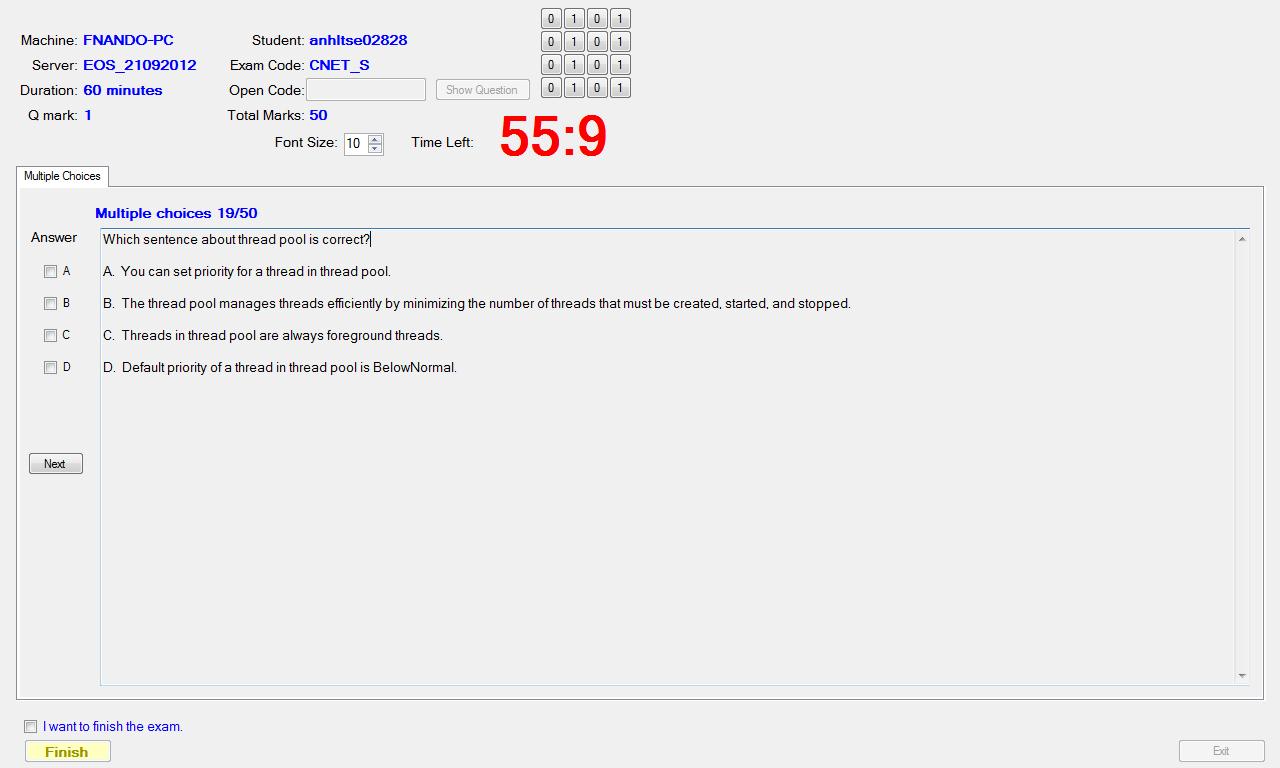 0 1 0 1
Machine: FNANDO-PC Student: anhltse02828
0 1 0 1
Server: EOS_21092012 Exam Code: CNET_S
0 1 0 1
Duration: 60 minutes Open Code: Show Question
0 1 0 1
Q mark: 1 Total Marks: 50
Font Size: 10 Time Left: 55:9
Multiple Choices
Multiple choices 19/50
Answer
Which sentence about thread pool is correct?
A A. You can set priority for a thread in thread pool.
B B. The thread pool manages threads efficiently by minimizing the number of threads that must be created, started, and stopped.
C C. Threads in thread pool are always foreground threads.
D D. Default priority of a thread in thread pool is BelowNormal.
Next
I want to finish the exam.
Finish Exit